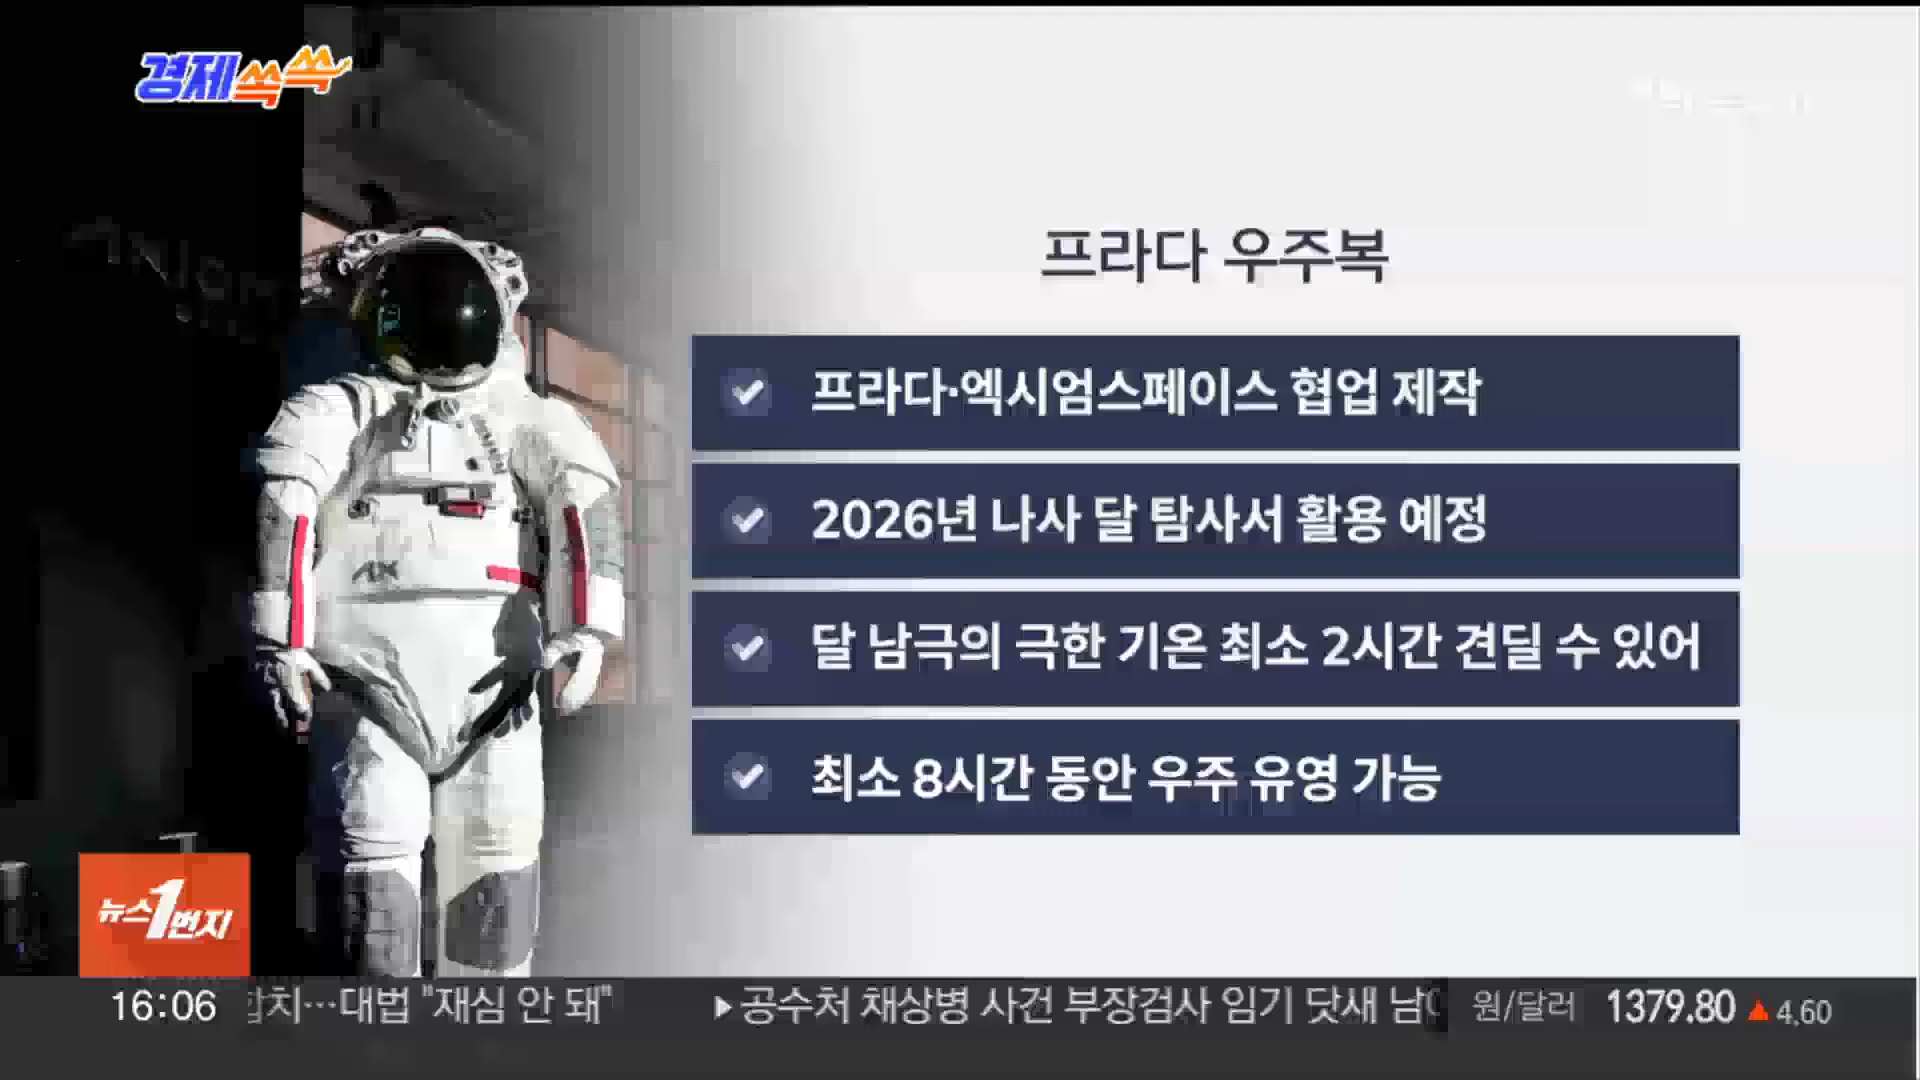 경제쏙쏙
프라다 우주복
프라다·엑시엄스페이스 협업 제작
2026년 나사 달 탐사서 활용 예정
달 남극의 극한 기온 최소 2시간 견딜 수 있어
최소 8시간 동안 우주 유영 가능
AX
뉴스1번지
16:06 합치…대법 "재심 안 돼" ▶공수처 채상병 사건 부장검사 임기 닷새 남 원/달러 1379.80 ▲ 4.60